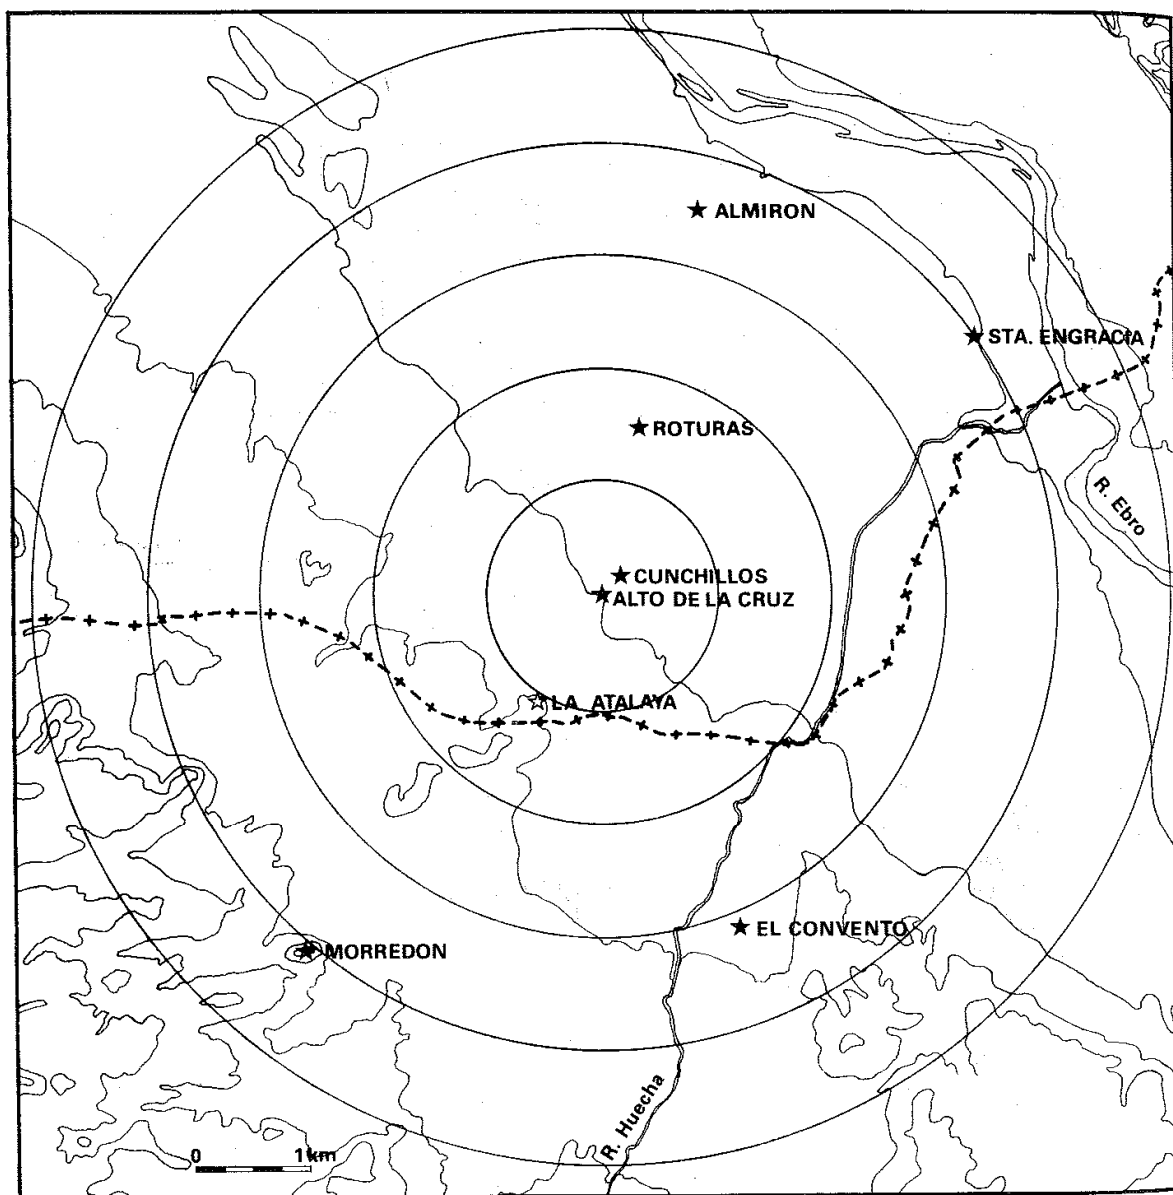 ALMIRON
STA. ENGRACIA
ROTURAS
R. Ebro
CUNCHILLOS
ALTO DE LA CRUZ
LA ATALAYA
EL CONVENTO
MORREDON
R. Huecha
0 1km